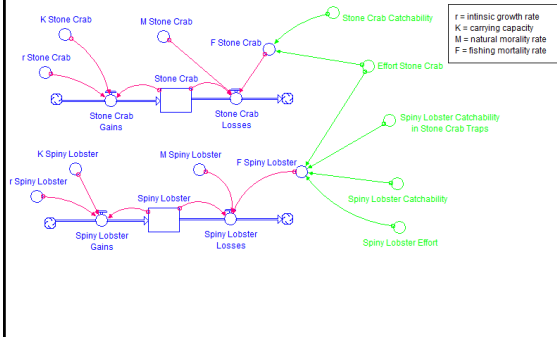 K Stone Crab
M Stone Crab
Stone Crab Catchability
r = intinsic growth rate
K = carrying capacity
M = natural morality rate
F = fishing mortality rate
F Stone Crab
r Stone Crab
Effort Stone Crab
Stone Crab
Stone Crab
Gains
Stone Crab
Losses
Spiny Lobster Catchability
in Stone Crab Traps
K Spiny Lobster
M Spiny Lobster
F Spiny Lobster
r Spiny Lobster
Spiny Lobster
Spiny Lobster Catchability
Spiny Lobster
Gains
Spiny Lobster
Losses
Spiny Lobster Effort